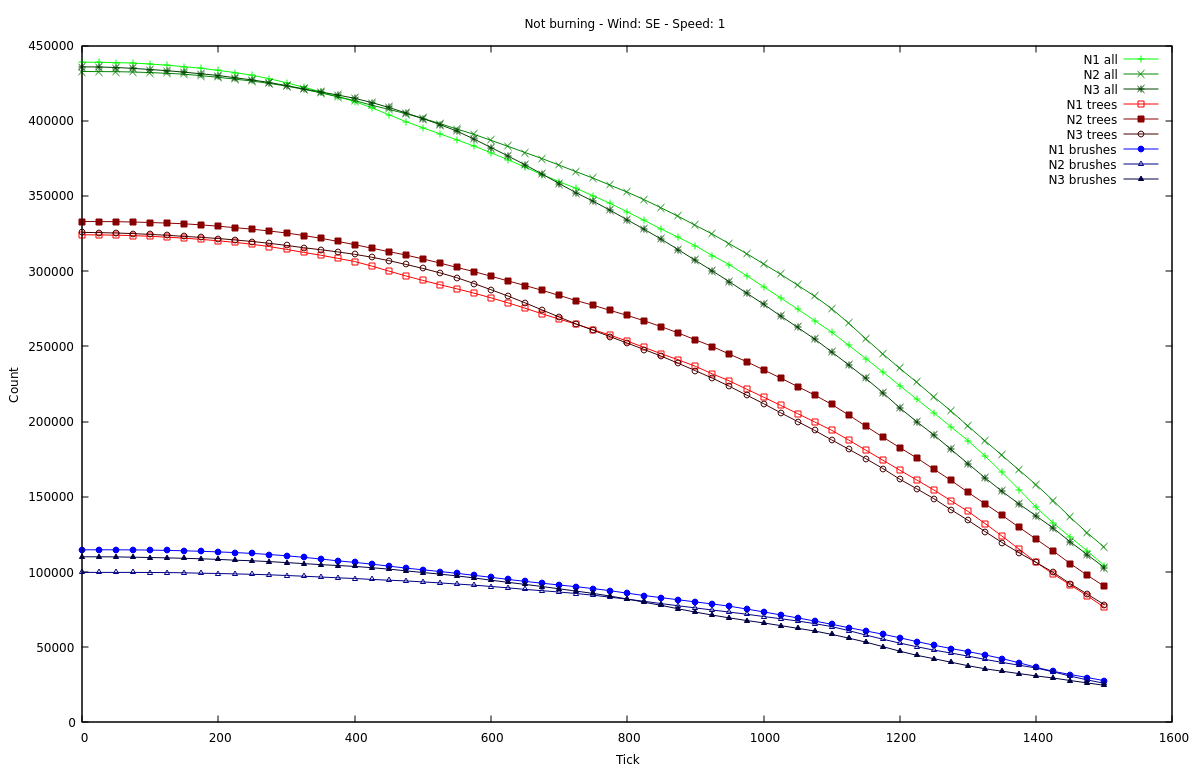 Not burning - Wind: SE - Speed: 1
450000
400000
350000
300000
250000
200000
150000
100000
50000
0
Count
N1 all
N2 all
N3 all
N1 trees
N2 trees
N3 trees
N1 brushes
N2 brushes
N3 brushes
0 200 400 600 800 1000 1200 1400 1600
Tick